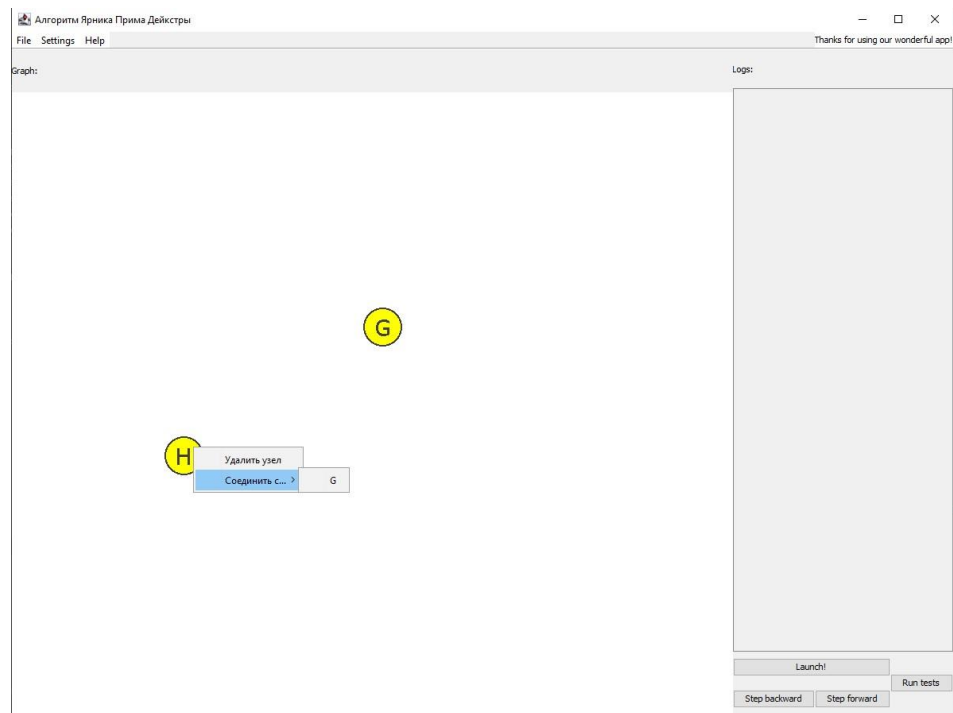 Алгоритм Ярника Прима Дейкстры
File Settings Help
Thanks for using our wonderful app!
Graph:
Logs:
G
H
Удалить узел
Соединить с...
G
Launch!
Run tests
Step backward
Step forward